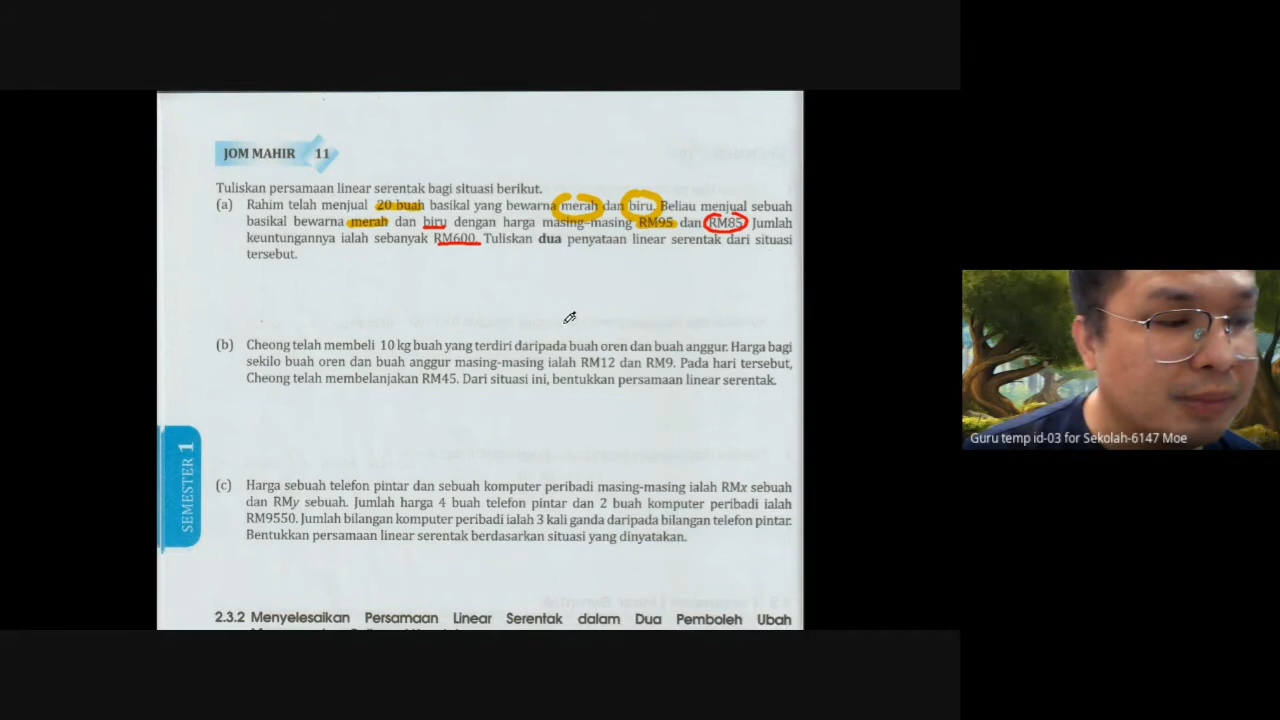 JOM MAHIR 11
Tuliskan persamaan linear serentak bagi situasi berikut.
(a) Rahim telah menjual 20 buah basikal yang bewarna merah dan biru. Beliau menjual sebuah
basikal bewarna merah dan biru dengan harga masing-masing RM95 dan RM85. Jumlah
keuntungannya ialah sebanyak RM600. Tuliskan dua penyataan linear serentak dari situasi
tersebut.
(b) Cheong telah membeli 10 kg buah yang terdiri daripada buah oren dan buah anggur. Harga bagi
sekilo buah oren dan buah anggur masing-masing ialah RM12 dan RM9. Pada hari tersebut,
Cheong telah membelanjakan RM45. Dari situasi ini, bentukkan persamaan linear serentak.
(c) Harga sebuah telefon pintar dan sebuah komputer peribadi masing-masing ialah RMx sebuah
dan RMy sebuah. Jumlah harga 4 buah telefon pintar dan 2 buah komputer peribadi ialah
RM9550. Jumlah bilangan komputer peribadi ialah 3 kali ganda daripada bilangan telefon pintar.
Bentukkan persamaan linear serentak berdasarkan situasi yang dinyatakan.
SEMESTER 1
2.3.2 Menyelesaikan Persamaan Linear Serentak dalam Dua Pemboleh Ubah
Guru temp id-03 for Sekolah-6147 Moe